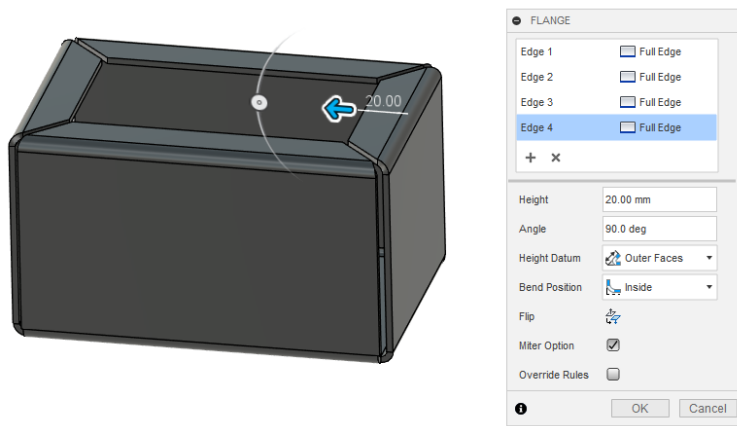 20.00
FLANGE
Edge 1 Full Edge
Edge 2 Full Edge
Edge 3 Full Edge
Edge 4 Full Edge
Height 20.00 mm
Angle 90.0 deg
Height Datum Outer Faces
Bend Position Inside
Flip
Miter Option
Override Rules
OK Cancel